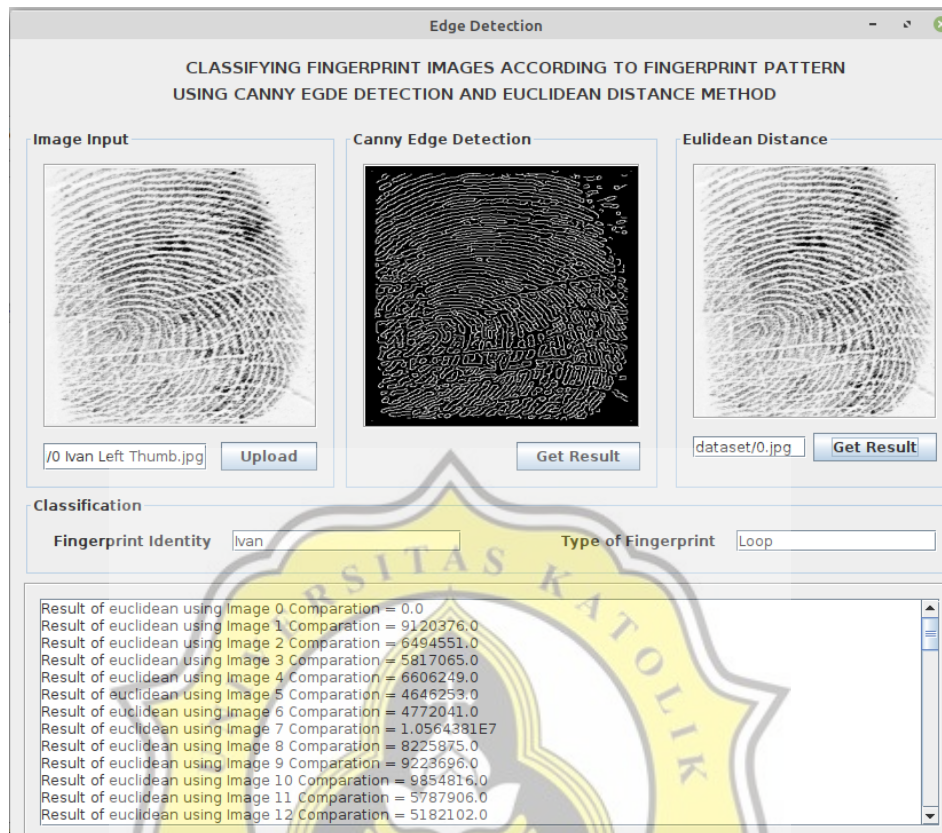 Edge Detection
CLASSIFYING FINGERPRINT IMAGES ACCORDING TO FINGERPRINT PATTERN
USING CANNY EGDE DETECTION AND EUCLIDEAN DISTANCE METHOD
Image Input
Canny Edge Detection
Eulidean Distance
/0 Ivan Left Thumb.jpg
Upload
Get Result
dataset/0.jpg
Get Result
Classification
Fingerprint Identity
Ivan
Type of Fingerprint
Loop
UNIVERSITAS KATOLIK
Result of euclidean using Image 0 Comparation = 0.0
Result of euclidean using Image 1 Comparation = 9120376.0
Result of euclidean using Image 2 Comparation = 6494551.0
Result of euclidean using Image 3 Comparation = 5817065.0
Result of euclidean using Image 4 Comparation = 6606249.0
Result of euclidean using Image 5 Comparation = 4646253.0
Result of euclidean using Image 6 Comparation = 4772041.0
Result of euclidean using Image 7 Comparation = 1.0564381E7
Result of euclidean using Image 8 Comparation = 8225875.0
Result of euclidean using Image 9 Comparation = 9223696.0
Result of euclidean using Image 10 Comparation = 9854816.0
Result of euclidean using Image 11 Comparation = 5787906.0
Result of euclidean using Image 12 Comparation = 5182102.0